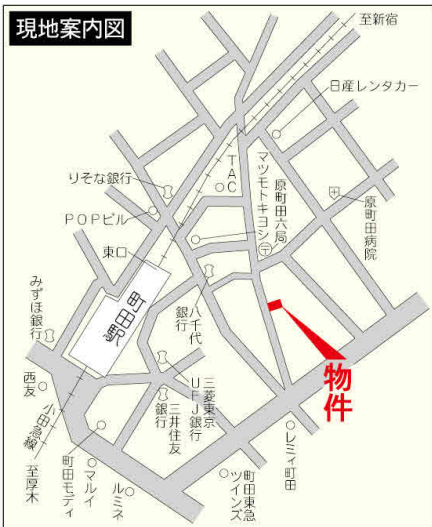 現地案内図
至新宿
日産レンタカー
TAC
マツモトキヨシ
原町田六局
原町田病院
りそな銀行
POPビル
東口
町田駅
八千代
銀行
みずほ銀行
西友
小田急線
至厚木
町田モディ
マルイ
ルミネ
三菱東京
UFJ銀行
三井住友
銀行
町田東急
ツインズ
レミィ町田
物件